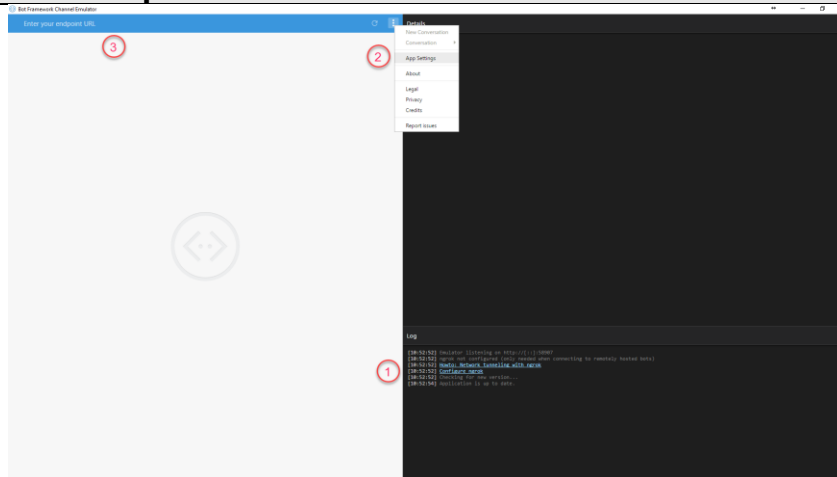 Bot Framework Channel Emulator
Enter your endpoint URL
Details
New Conversation
Conversation
App Settings
About
Legal
Privacy
Credits
Report issues
3
2
Log
[10:52:52] Emulator listening on http://[::]:50907
[10:52:52] ngrok not configured (only needed when connecting to remotely hosted bots)
[10:52:52] Howto: Network tunneling with ngrok
[10:52:52] Configure ngrok
[10:52:52] Checking for new version...
[10:52:54] Application is up to date.
1